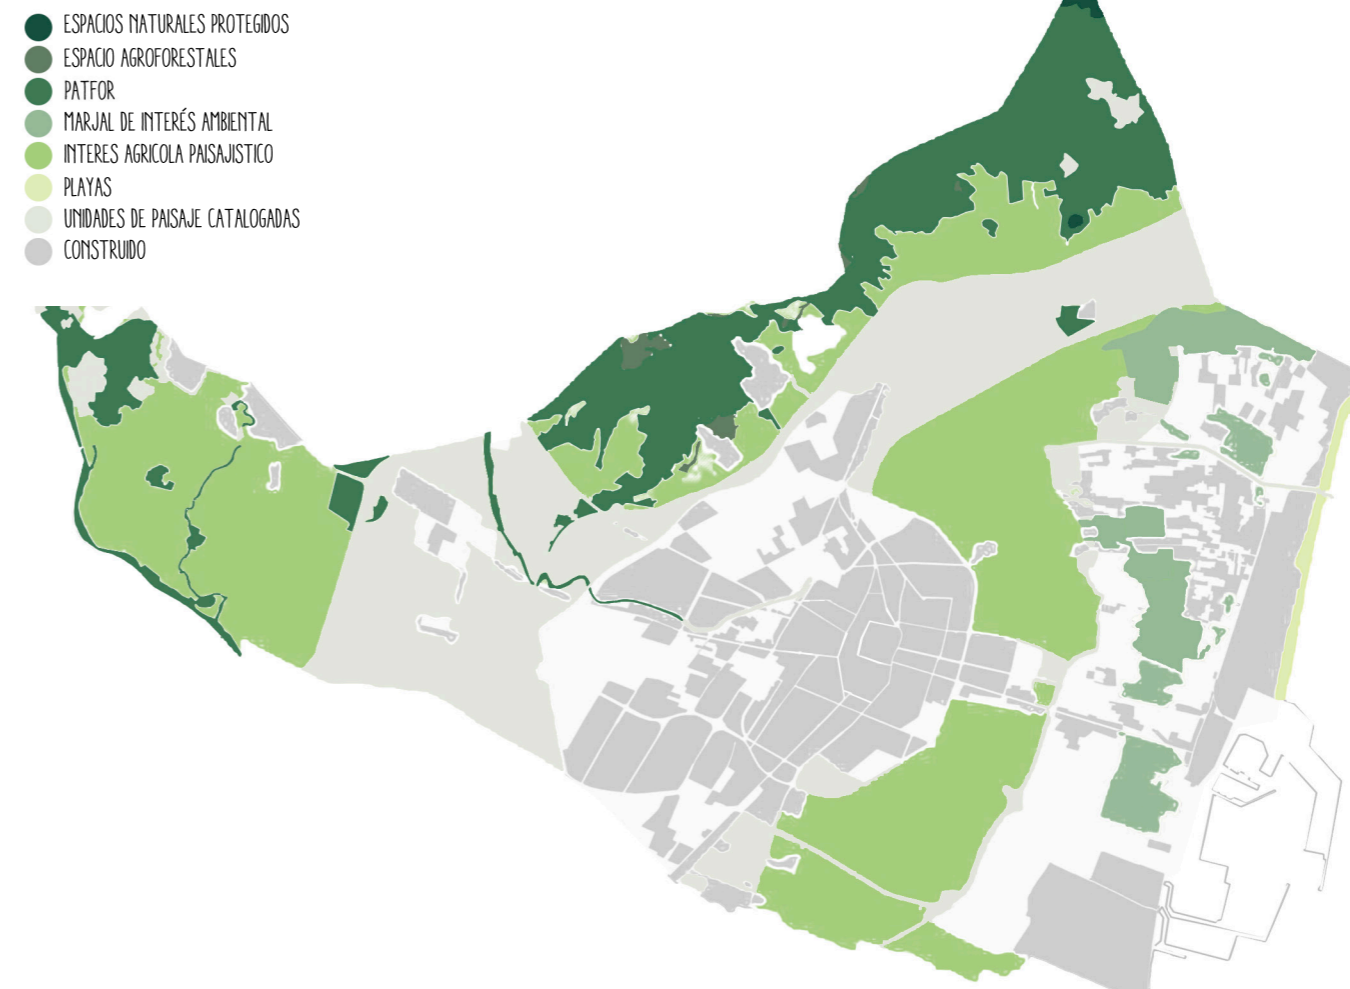 ESPACIOS NATURALES PROTEGIDOS
ESPACIO AGROFORESTALES
PATFOR
MARJAL DE INTERÉS AMBIENTAL
INTERES AGRICOLA PAISAJISTICO
PLAYAS
UNIDADES DE PAISAJE CATALOGADAS
CONSTRUIDO